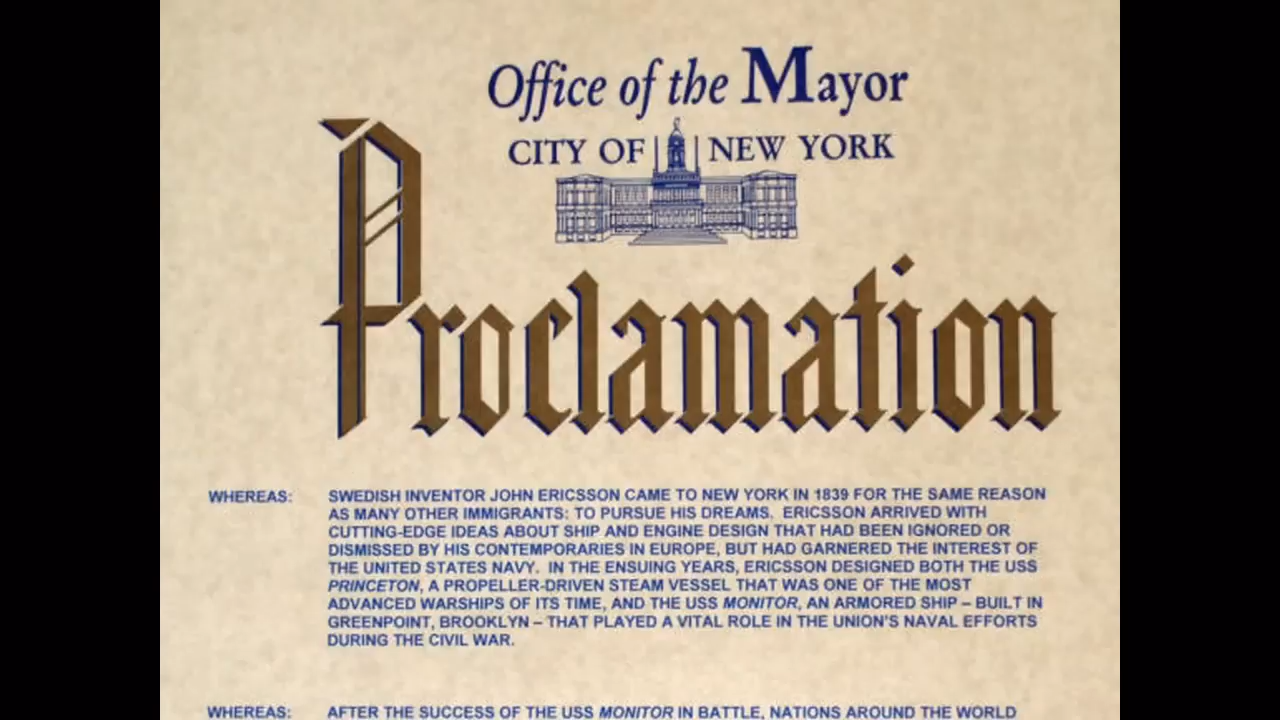 Office of the Mayor
CITY OF NEW YORK
Proclamation
WHEREAS: SWEDISH INVENTOR JOHN ERICSSON CAME TO NEW YORK IN 1839 FOR THE SAME REASON
AS MANY OTHER IMMIGRANTS: TO PURSUE HIS DREAMS. ERICSSON ARRIVED WITH
CUTTING-EDGE IDEAS ABOUT SHIP AND ENGINE DESIGN THAT HAD BEEN IGNORED OR
DISMISSED BY HIS CONTEMPORARIES IN EUROPE, BUT HAD GARNERED THE INTEREST OF
THE UNITED STATES NAVY. IN THE ENSUING YEARS, ERICSSON DESIGNED BOTH THE USS
PRINCETON, A PROPELLER-DRIVEN STEAM VESSEL THAT WAS ONE OF THE MOST
ADVANCED WARSHIPS OF ITS TIME, AND THE USS MONITOR, AN ARMORED SHIP – BUILT IN
GREENPOINT, BROOKLYN – THAT PLAYED A VITAL ROLE IN THE UNION'S NAVAL EFFORTS
DURING THE CIVIL WAR.
WHEREAS: AFTER THE SUCCESS OF THE USS MONITOR IN BATTLE, NATIONS AROUND THE WORLD